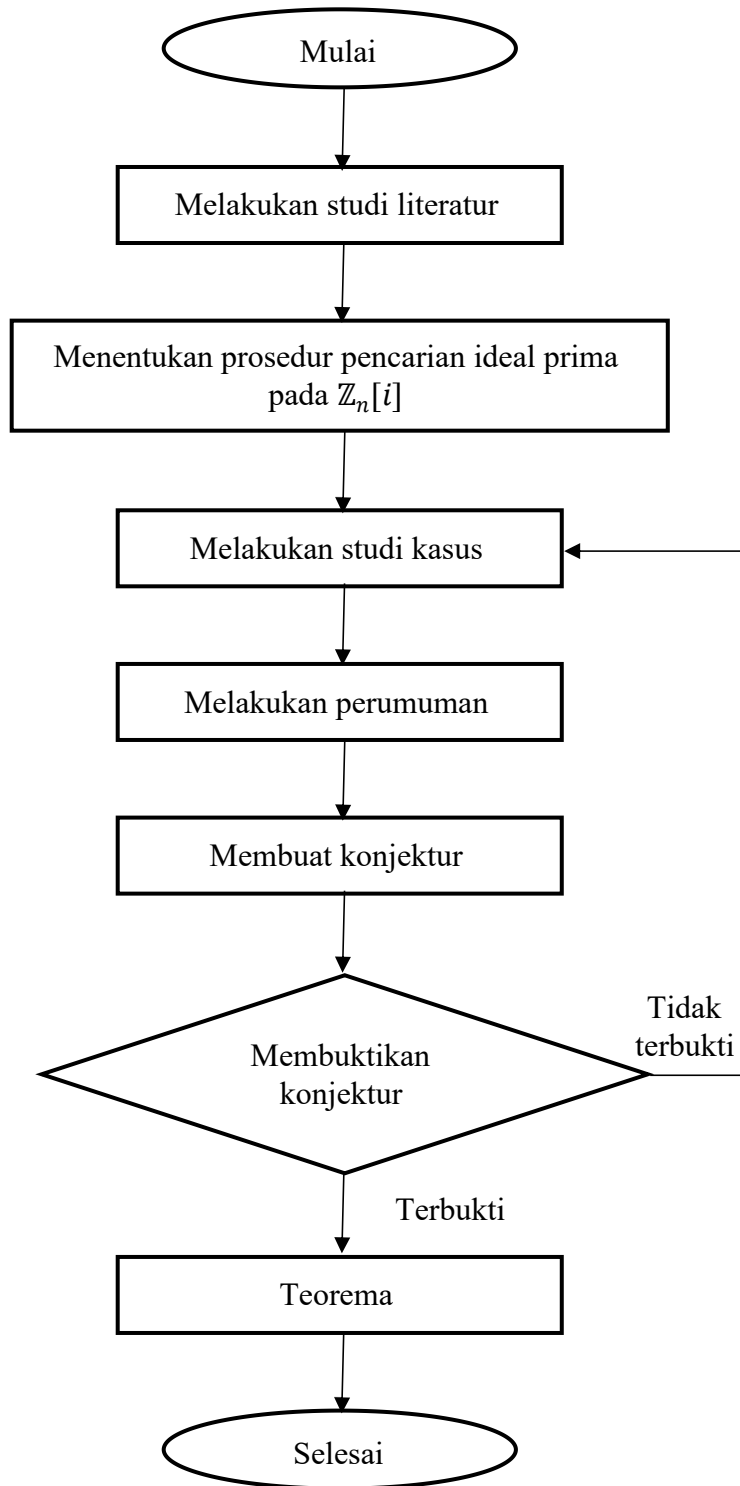 Mulai
Melakukan studi literatur
Menentukan prosedur pencarian ideal prima
pada ℤₙ[𝑖]
Melakukan studi kasus
Melakukan perumuman
Membuat konjektur
Membuktikan
konjektur
Tidak
terbukti
Terbukti
Teorema
Selesai